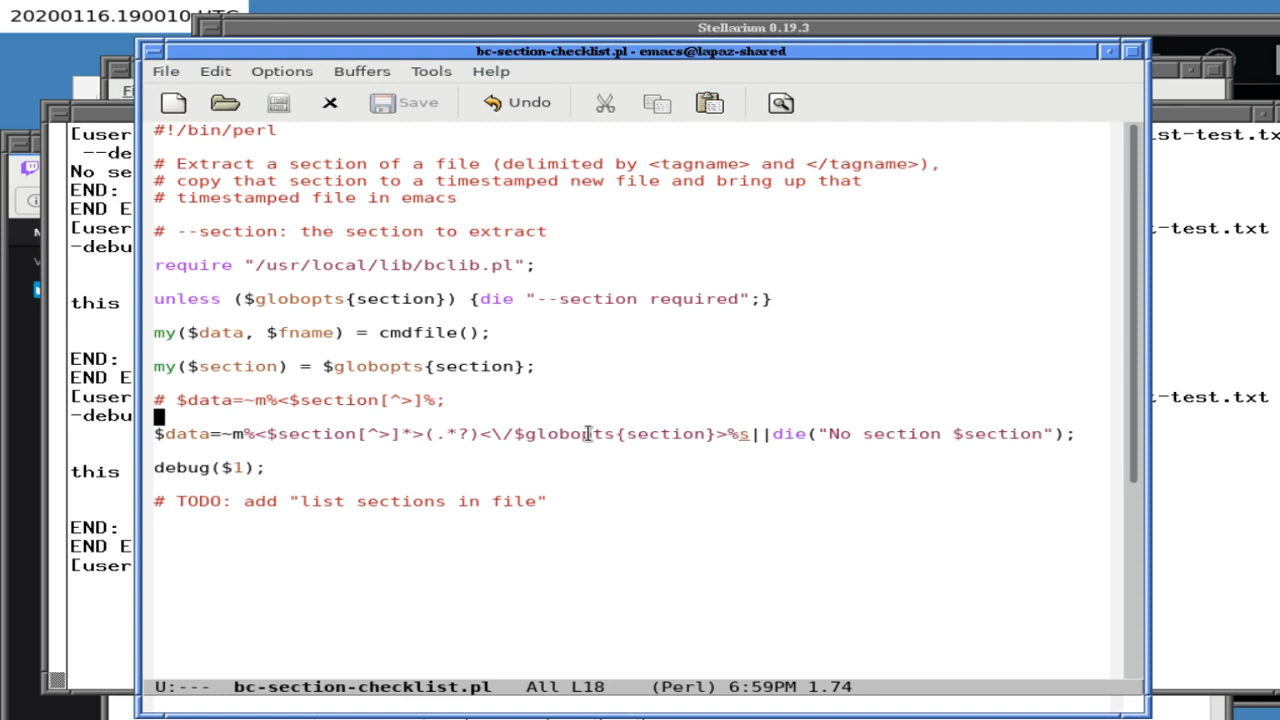 20200116.190010 UTC
Stellarium 0.19.3
bc-section-checklist.pl - emacs@lapaz-shared
File Edit Options Buffers Tools Help
Save Undo
#!/bin/perl
# Extract a section of a file (delimited by <tagname> and </tagname>),
# copy that section to a timestamped new file and bring up that
# timestamped file in emacs
# --section: the section to extract
require "/usr/local/lib/bclib.pl";
unless ($globopts{section}) {die "--section required";}
my($data, $fname) = cmdfile();
my($section) = $globopts{section};
# $data=~m%<$section[^>]%;
$data=~m%<$section[^>]*>(.*?)<\/$globopts{section}>%s||die("No section $section");
debug($1);
# TODO: add "list sections in file"
U:--- bc-section-checklist.pl All L18 (Perl) 6:59PM 1.74
[user
--de
No se
END:
END E
[user
-debu
this
END:
END E
[user
-debu
this
END:
END E
[user
ist-test.tx
t-test.txt
t-test.txt